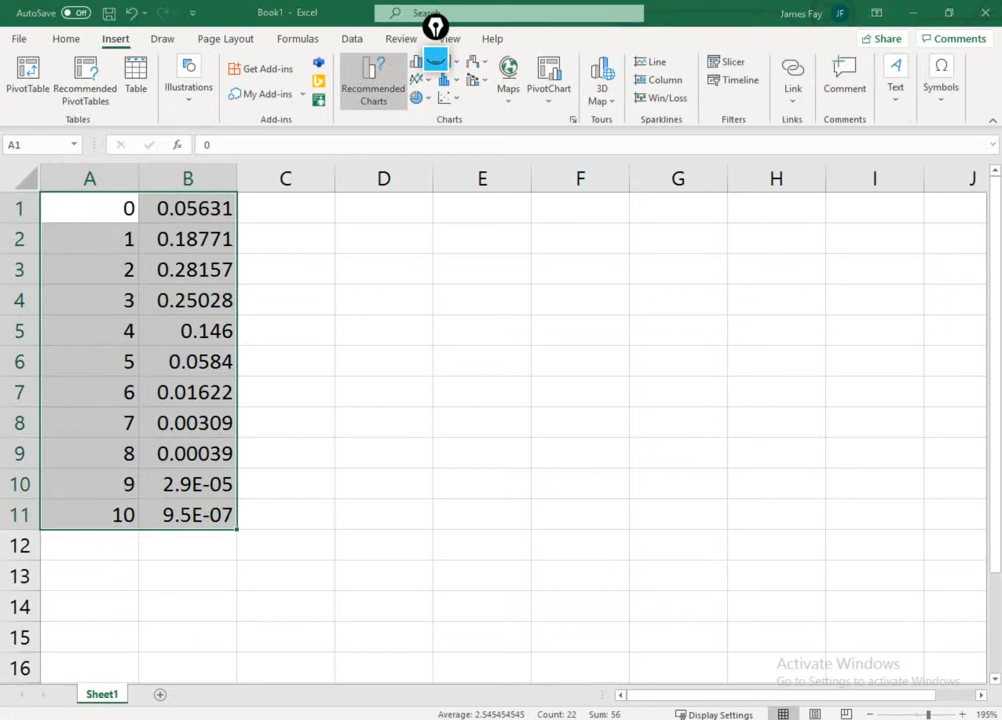 AutoSave Off Book1 - Excel Search James Fay JF
File Home Insert Draw Page Layout Formulas Data Review View Help Share Comments
PivotTable Recommended PivotTables Table Illustrations Get Add-ins My Add-ins Recommended Charts Maps PivotChart 3D Map Line Column Win/Loss Slicer Timeline Link Comment Text Symbols
Tables Add-ins Charts Tours Sparklines Filters Links Comments
A1 fx 0
A B C D E F G H I J
1 0 0.05631
2 1 0.18771
3 2 0.28157
4 3 0.25028
5 4 0.146
6 5 0.0584
7 6 0.01622
8 7 0.00309
9 8 0.00039
10 9 2.9E-05
11 10 9.5E-07
12
13
14
15
16
Activate Windows
Go to Settings to activate Windows.
Sheet1
Average: 2.545454545 Count: 22 Sum: 56 Display Settings 195%